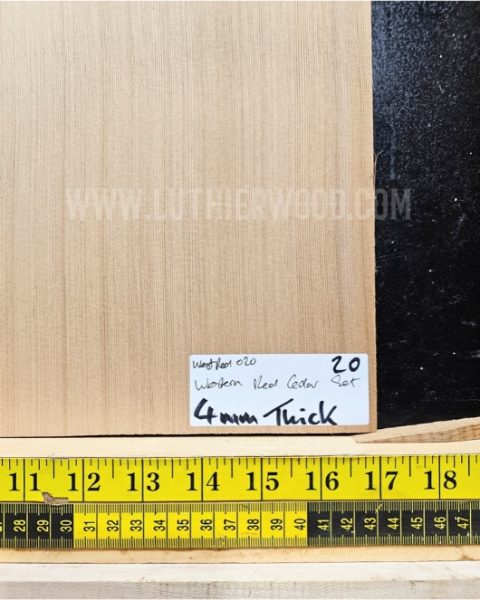 WWW.LUTHIERWOOD.COM
WestRed 020 20
Western Red Cedar Set
4mm Thick
11 12 13 14 15 16 17 18
28 29 30 31 32 33 34 35 36 37 38 39 40 41 42 43 44 45 46 47